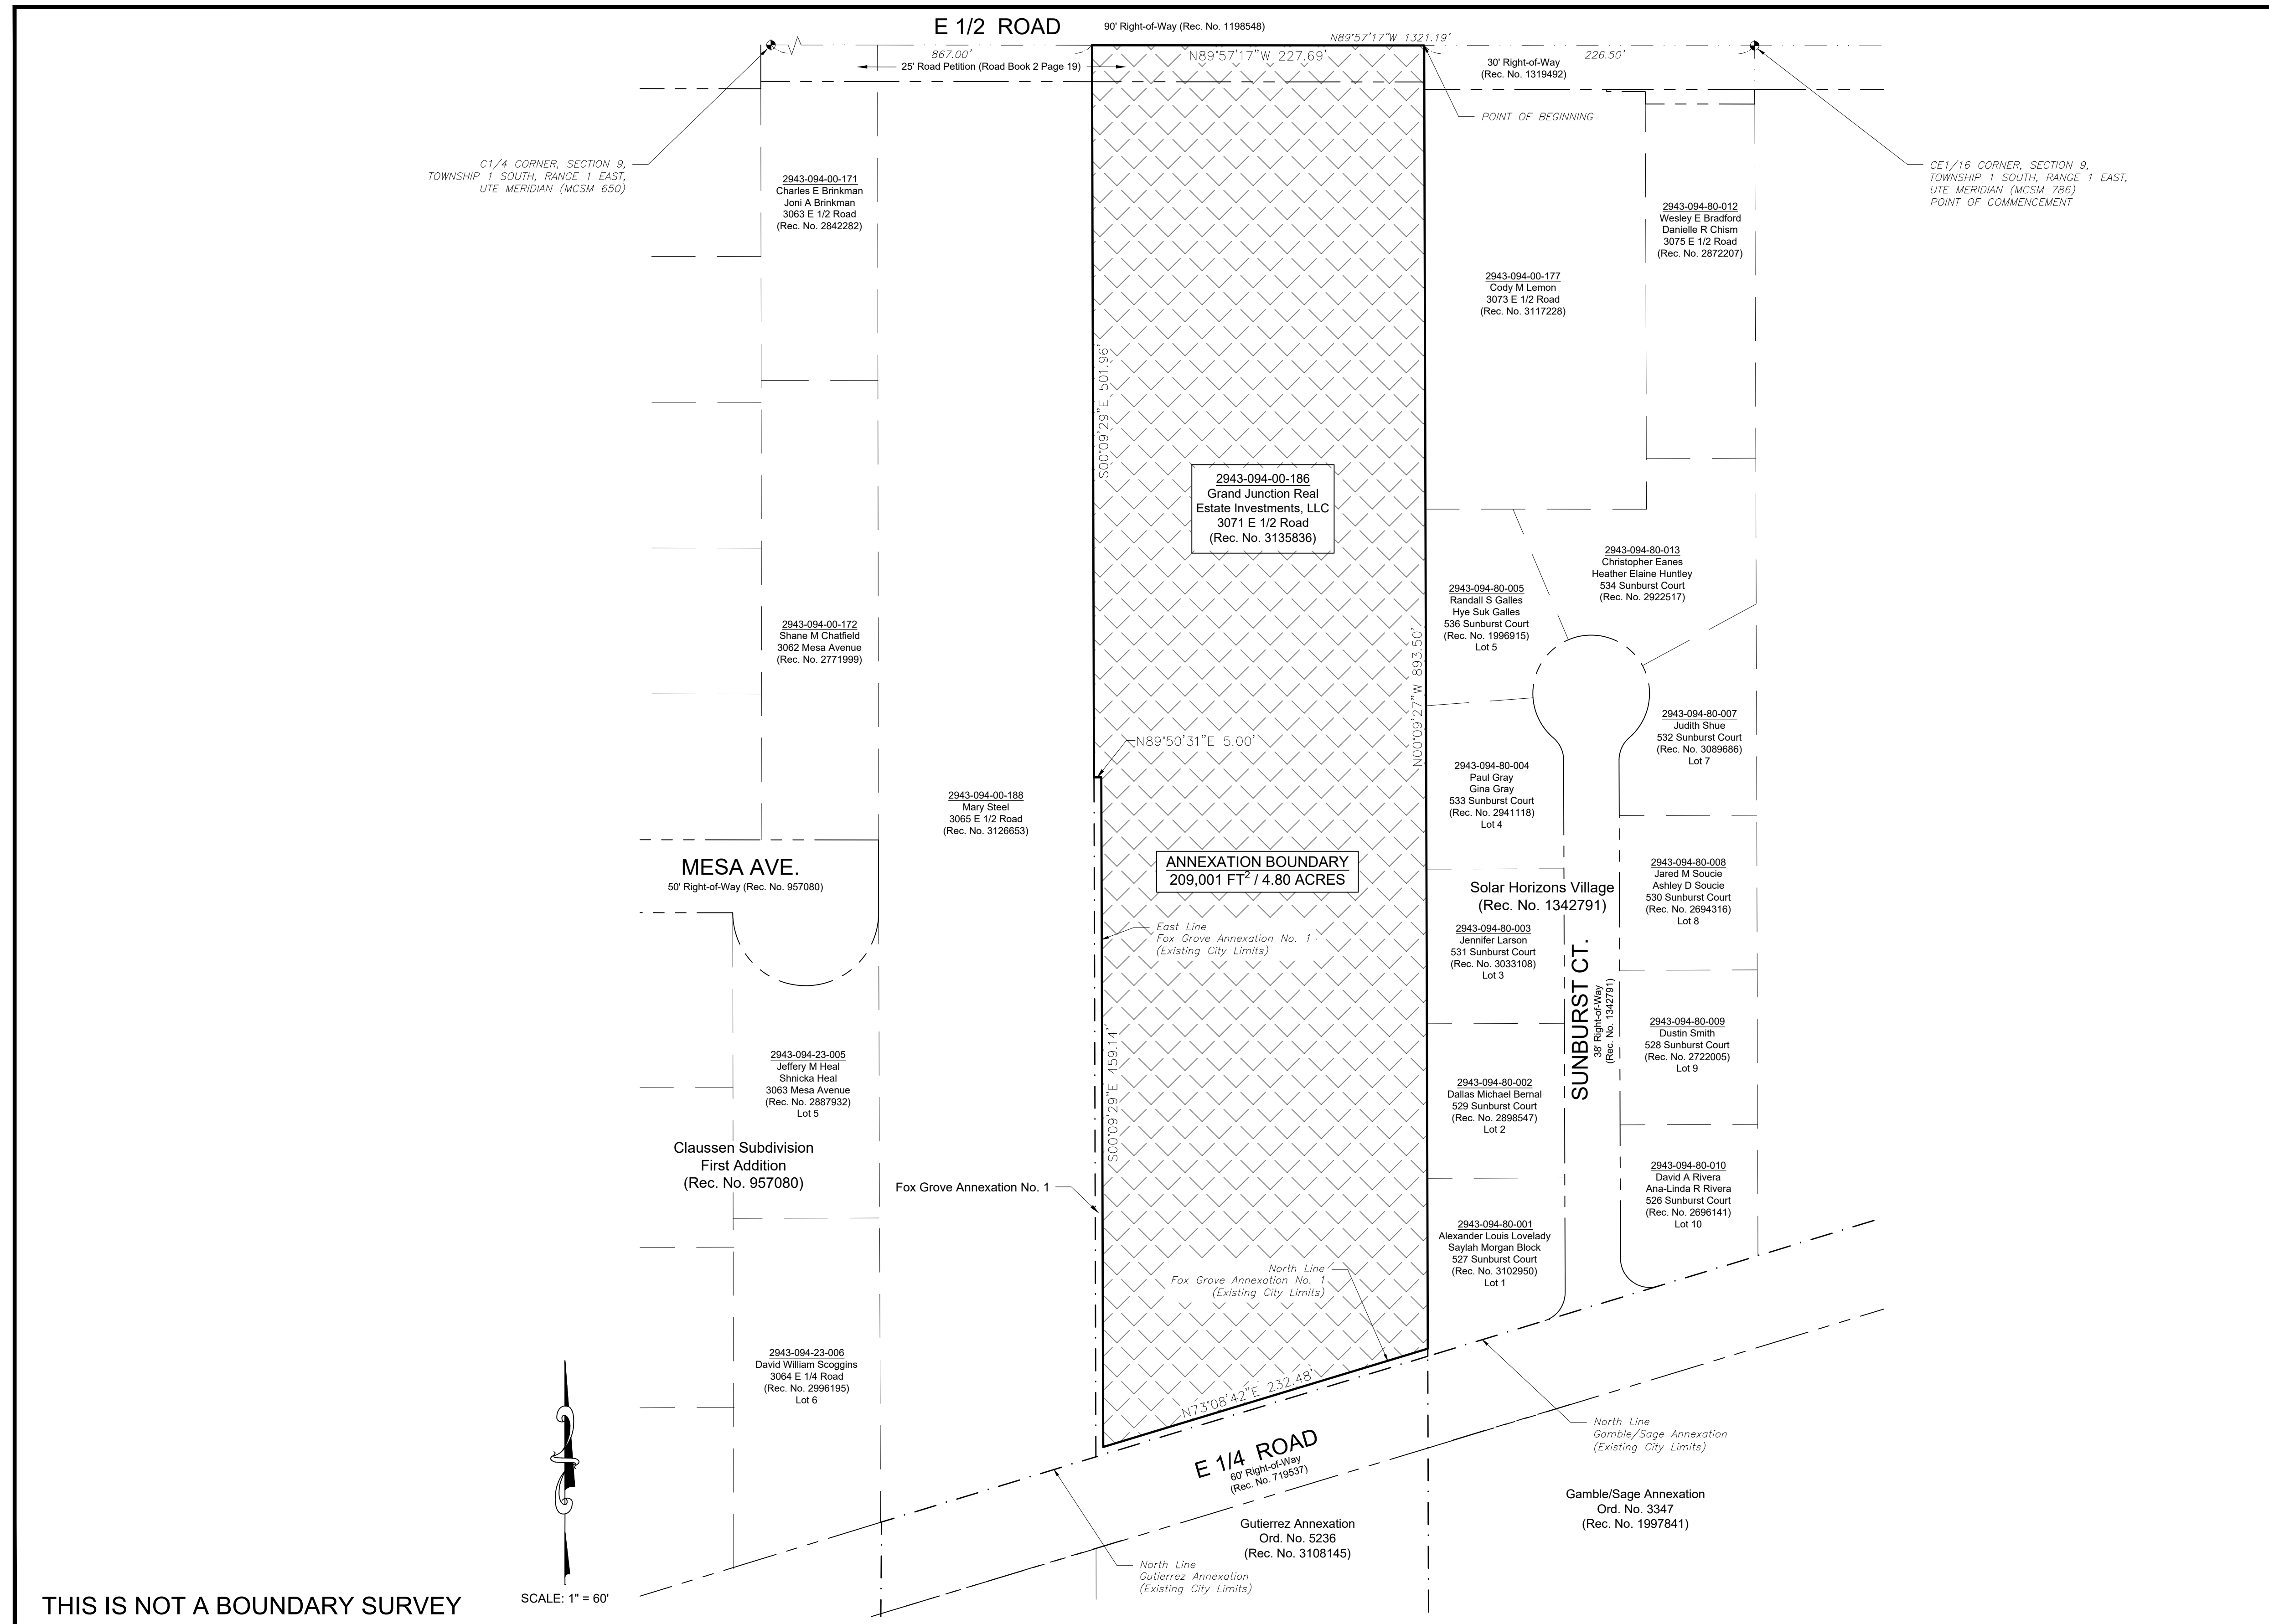 E 1/2 ROAD
90' Right-of-Way (Rec. No. 1198548)
N89°57'17"W 1321.19'
867.00'
N89°57'17"W 227.69'
226.50'
25' Road Petition (Road Book 2 Page 19)
30' Right-of-Way
(Rec. No. 1319492)
POINT OF BEGINNING
C1/4 CORNER, SECTION 9,
TOWNSHIP 1 SOUTH, RANGE 1 EAST,
UTE MERIDIAN (MCSM 650)
CE1/16 CORNER, SECTION 9,
TOWNSHIP 1 SOUTH, RANGE 1 EAST,
UTE MERIDIAN (MCSM 786)
POINT OF COMMENCEMENT
2943-094-00-171
Charles E Brinkman
Joni A Brinkman
3063 E 1/2 Road
(Rec. No. 2842282)
2943-094-80-012
Wesley E Bradford
Danielle R Chism
3075 E 1/2 Road
(Rec. No. 2872207)
2943-094-00-177
Cody M Lemon
3073 E 1/2 Road
(Rec. No. 3117228)
S00°09'29"E 501.96'
2943-094-00-186
Grand Junction Real
Estate Investments, LLC
3071 E 1/2 Road
(Rec. No. 3135836)
2943-094-80-013
Christopher Eanes
Heather Elaine Huntley
534 Sunburst Court
(Rec. No. 2922517)
2943-094-80-005
Randall S Galles
Hye Suk Galles
536 Sunburst Court
(Rec. No. 1996915)
Lot 5
2943-094-00-172
Shane M Chatfield
3062 Mesa Avenue
(Rec. No. 2771999)
N00°09'27"W 893.50'
2943-094-80-007
Judith Shue
532 Sunburst Court
(Rec. No. 3089686)
Lot 7
N89°50'31"E 5.00'
2943-094-80-004
Paul Gray
Gina Gray
533 Sunburst Court
(Rec. No. 2941118)
Lot 4
2943-094-00-188
Mary Steel
3065 E 1/2 Road
(Rec. No. 3126653)
MESA AVE.
50' Right-of-Way (Rec. No. 957080)
ANNEXATION BOUNDARY
209,001 FT2 / 4.80 ACRES
2943-094-80-008
Jared M Soucie
Ashley D Soucie
530 Sunburst Court
(Rec. No. 2694316)
Lot 8
Solar Horizons Village
(Rec. No. 1342791)
East Line
Fox Grove Annexation No. 1
(Existing City Limits)
2943-094-80-003
Jennifer Larson
531 Sunburst Court
(Rec. No. 3033108)
Lot 3
SUNBURST CT.
38' Right-of-Way
(Rec. No. 1342791)
2943-094-80-009
Dustin Smith
528 Sunburst Court
(Rec. No. 2722005)
Lot 9
2943-094-23-005
Jeffery M Heal
Shnicka Heal
3063 Mesa Avenue
(Rec. No. 2887932)
Lot 5
S00°09'29"E 459.14'
2943-094-80-002
Dallas Michael Bernal
529 Sunburst Court
(Rec. No. 2898547)
Lot 2
Claussen Subdivision
First Addition
(Rec. No. 957080)
Fox Grove Annexation No. 1
2943-094-80-010
David A Rivera
Ana-Linda R Rivera
526 Sunburst Court
(Rec. No. 2696141)
Lot 10
2943-094-80-001
Alexander Louis Lovelady
Saylah Morgan Block
527 Sunburst Court
(Rec. No. 3102950)
Lot 1
North Line
Fox Grove Annexation No. 1
(Existing City Limits)
2943-094-23-006
David William Scoggins
3064 E 1/4 Road
(Rec. No. 2996195)
Lot 6
N73°08'42"E 232.48'
E 1/4 ROAD
60' Right-of-Way
(Rec. No. 719537)
North Line
Gamble/Sage Annexation
(Existing City Limits)
Gamble/Sage Annexation
Ord. No. 3347
(Rec. No. 1997841)
Gutierrez Annexation
Ord. No. 5236
(Rec. No. 3108145)
North Line
Gutierrez Annexation
(Existing City Limits)
SCALE: 1" = 60'
THIS IS NOT A BOUNDARY SURVEY